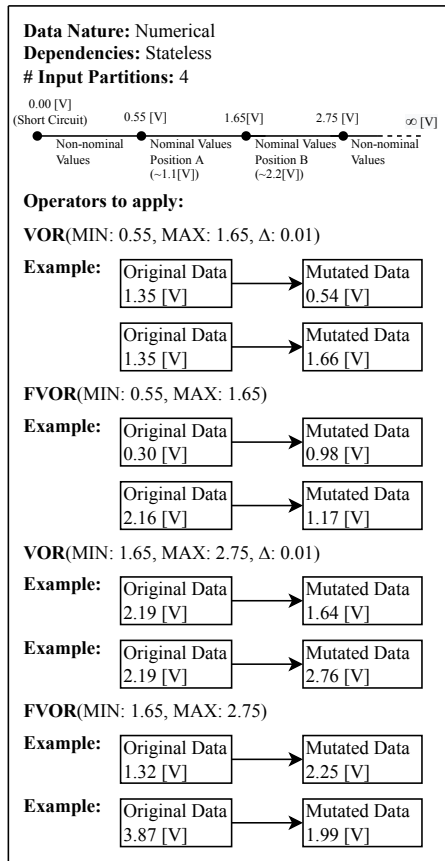 Data Nature: Numerical
Dependencies: Stateless
# Input Partitions: 4
0.00 [V]
(Short Circuit)
0.55 [V]
1.65[V]
2.75 [V]
∞ [V]
Non-nominal
Values
Nominal Values
Position A
(~1.1[V])
Nominal Values
Position B
(~2.2[V])
Non-nominal
Values
Operators to apply:
VOR(MIN: 0.55, MAX: 1.65, Δ: 0.01)
Example:
Original Data
1.35 [V]
Mutated Data
0.54 [V]
Original Data
1.35 [V]
Mutated Data
1.66 [V]
FVOR(MIN: 0.55, MAX: 1.65)
Example:
Original Data
0.30 [V]
Mutated Data
0.98 [V]
Original Data
2.16 [V]
Mutated Data
1.17 [V]
VOR(MIN: 1.65, MAX: 2.75, Δ: 0.01)
Example:
Original Data
2.19 [V]
Mutated Data
1.64 [V]
Example:
Original Data
2.19 [V]
Mutated Data
2.76 [V]
FVOR(MIN: 1.65, MAX: 2.75)
Example:
Original Data
1.32 [V]
Mutated Data
2.25 [V]
Example:
Original Data
3.87 [V]
Mutated Data
1.99 [V]